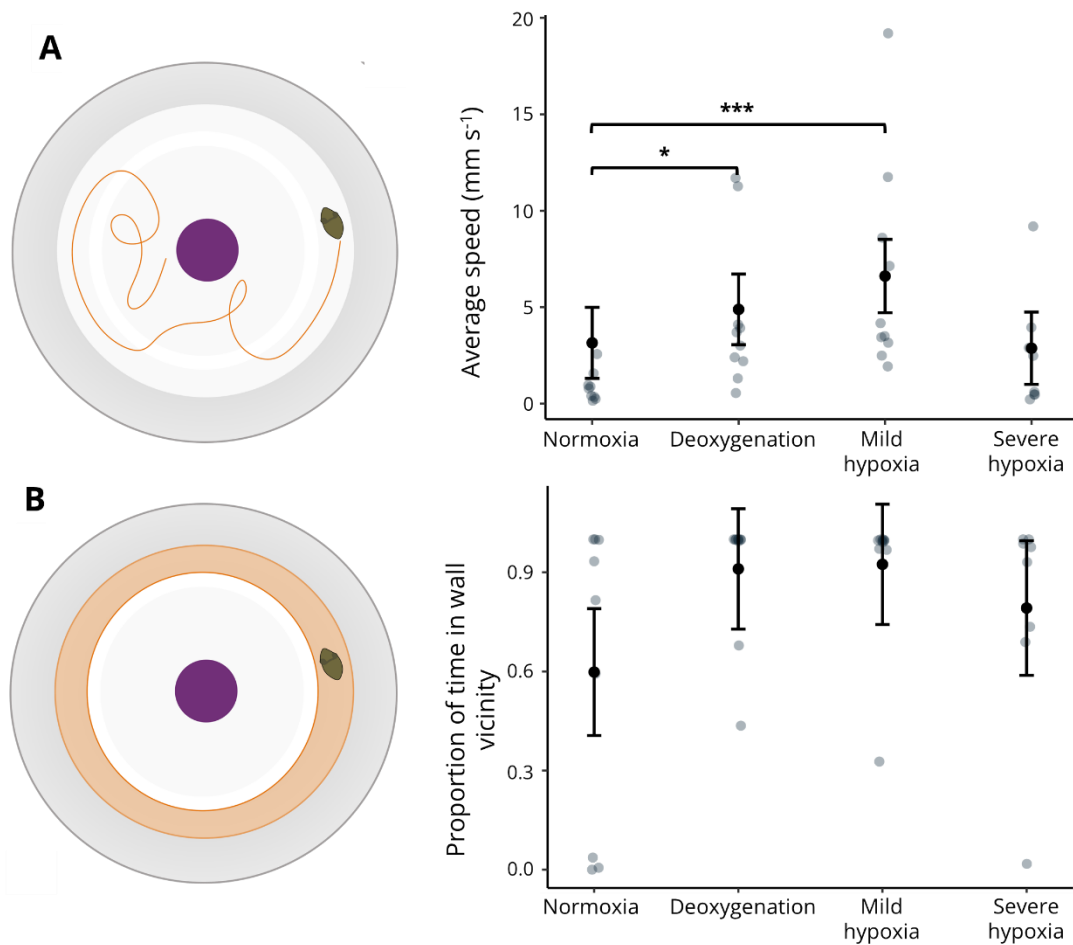 A
Average speed (mm s⁻¹)
20
15
10
5
0
***
*
Normoxia
Deoxygenation
Mild
hypoxia
Severe
hypoxia
B
Proportion of time in wall
vicinity
0.9
0.6
0.3
0.0
Normoxia
Deoxygenation
Mild
hypoxia
Severe
hypoxia